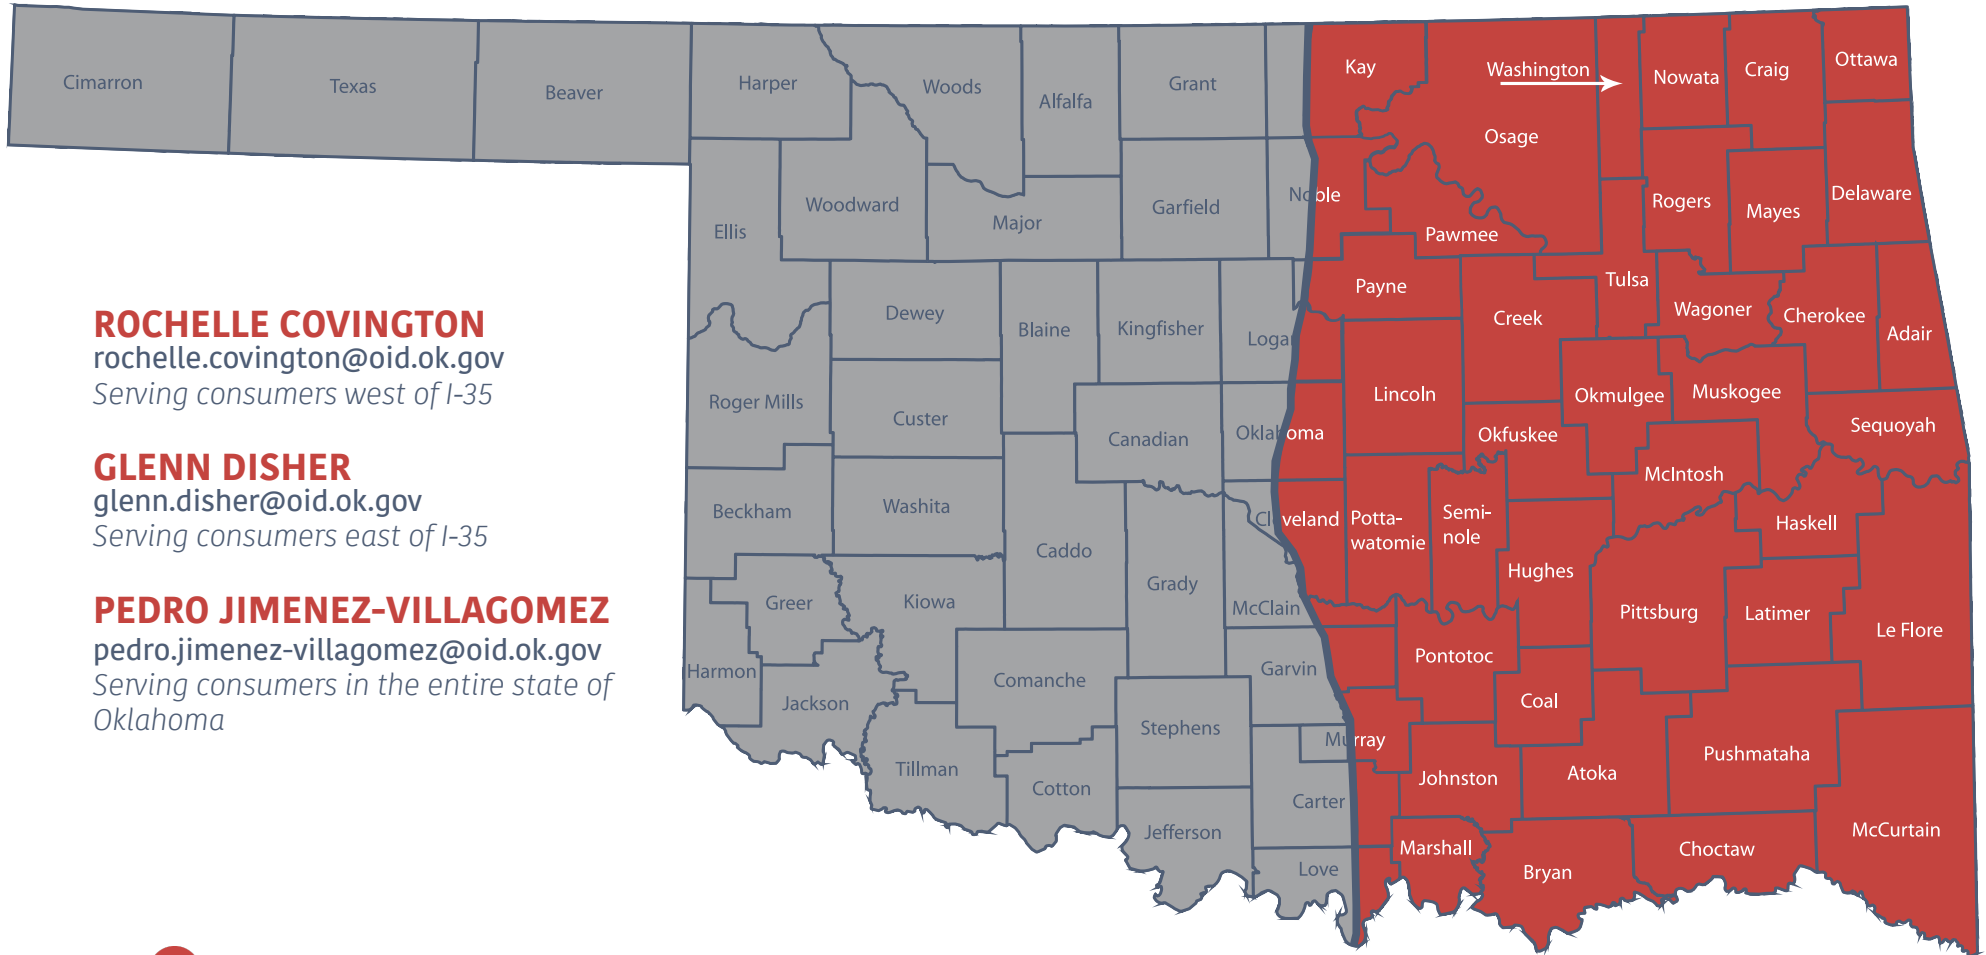 ROCHELLE COVINGTON
rochelle.covington@oid.ok.gov
Serving consumers west of I-35
GLENN DISHER
glenn.disher@oid.ok.gov
Serving consumers east of I-35
PEDRO JIMENEZ-VILLAGOMEZ
pedro.jimenez-villagomez@oid.ok.gov
Serving consumers in the entire state of
Oklahoma
Cimarron
Texas
Beaver
Harper
Woods
Alfalfa
Grant
Kay
Washington
Nowata
Craig
Ottawa
Osage
Ellis
Woodward
Major
Garfield
Noble
Pawmee
Rogers
Mayes
Delaware
Dewey
Blaine
Kingfisher
Logan
Payne
Creek
Tulsa
Wagoner
Cherokee
Adair
Roger Mills
Custer
Canadian
Oklahoma
Lincoln
Okfuskee
Okmulgee
Muskogee
Sequoyah
McIntosh
Beckham
Washita
Caddo
Grady
Cleveland
Potta-
watomie
Semi-
nole
Hughes
Haskell
Greer
Kiowa
McClain
Pittsburg
Latimer
Le Flore
Harmon
Jackson
Comanche
Garvin
Pontotoc
Coal
Tillman
Cotton
Stephens
Murray
Johnston
Atoka
Pushmataha
Jefferson
Carter
Love
Marshall
Bryan
Choctaw
McCurtain